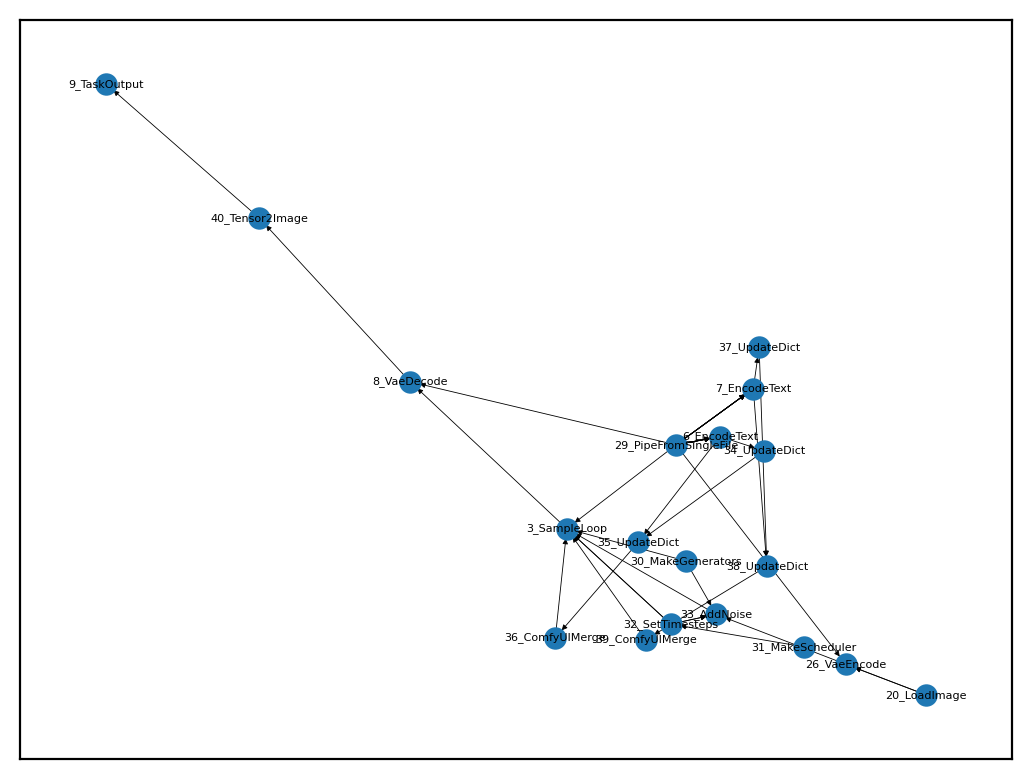 9_TaskOutput
40_Tensor2Image
37_UpdateDict
8_VaeDecode
7_EncodeText
6_EncodeText
29_PipeFromSingleFile
34_UpdateDict
3_SampleLoop
35_UpdateDict
30_MakeGenerators
38_UpdateDict
33_AddNoise
32_SetTimesteps
36_ComfyUIMerge
39_ComfyUIMerge
31_MakeScheduler
26_VaeEncode
20_LoadImage